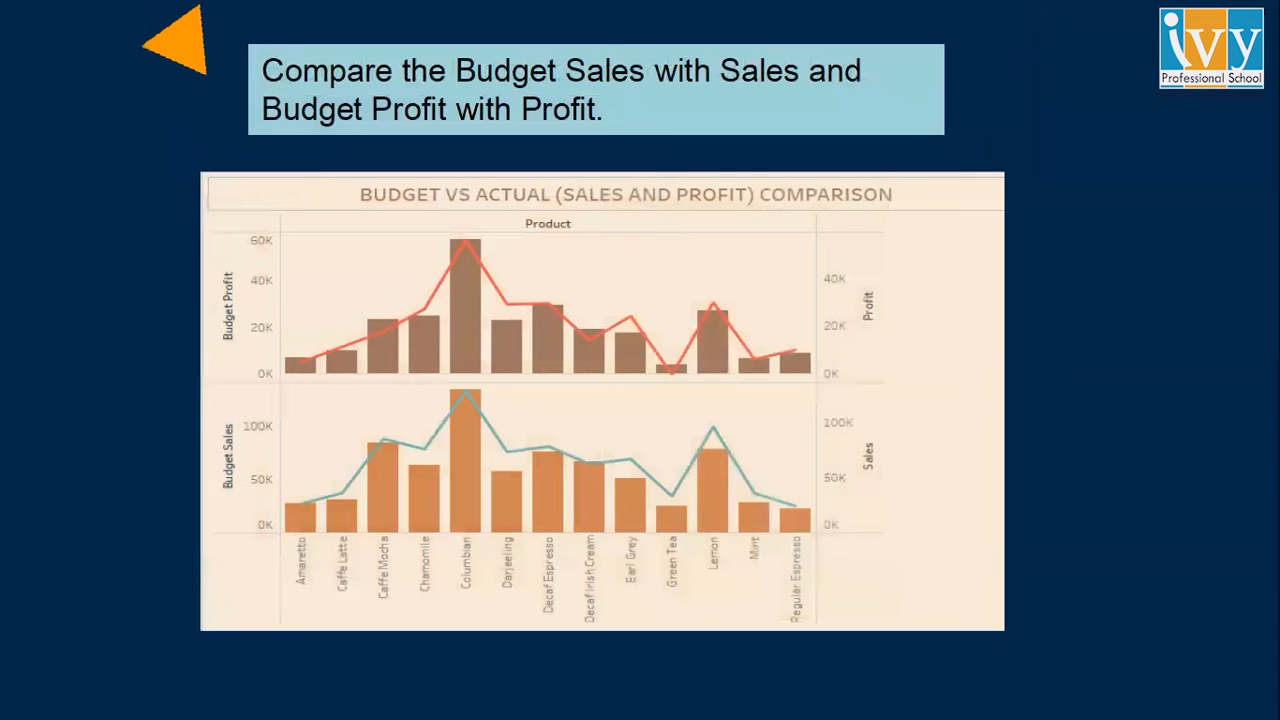 ivy
Professional School
Compare the Budget Sales with Sales and
Budget Profit with Profit.
BUDGET VS ACTUAL (SALES AND PROFIT) COMPARISON
Product
60K
40K
20K
0K
Budget Profit
40K
20K
0K
Profit
100K
50K
0K
Budget Sales
100K
50K
0K
Sales
Amaretto
Caffe Latte
Caffe Mocha
Chamomile
Columbian
Darjeeling
Decaf Espresso
Decaf Irish Cream
Earl Grey
Green Tea
Lemon
Mint
Regular Espresso